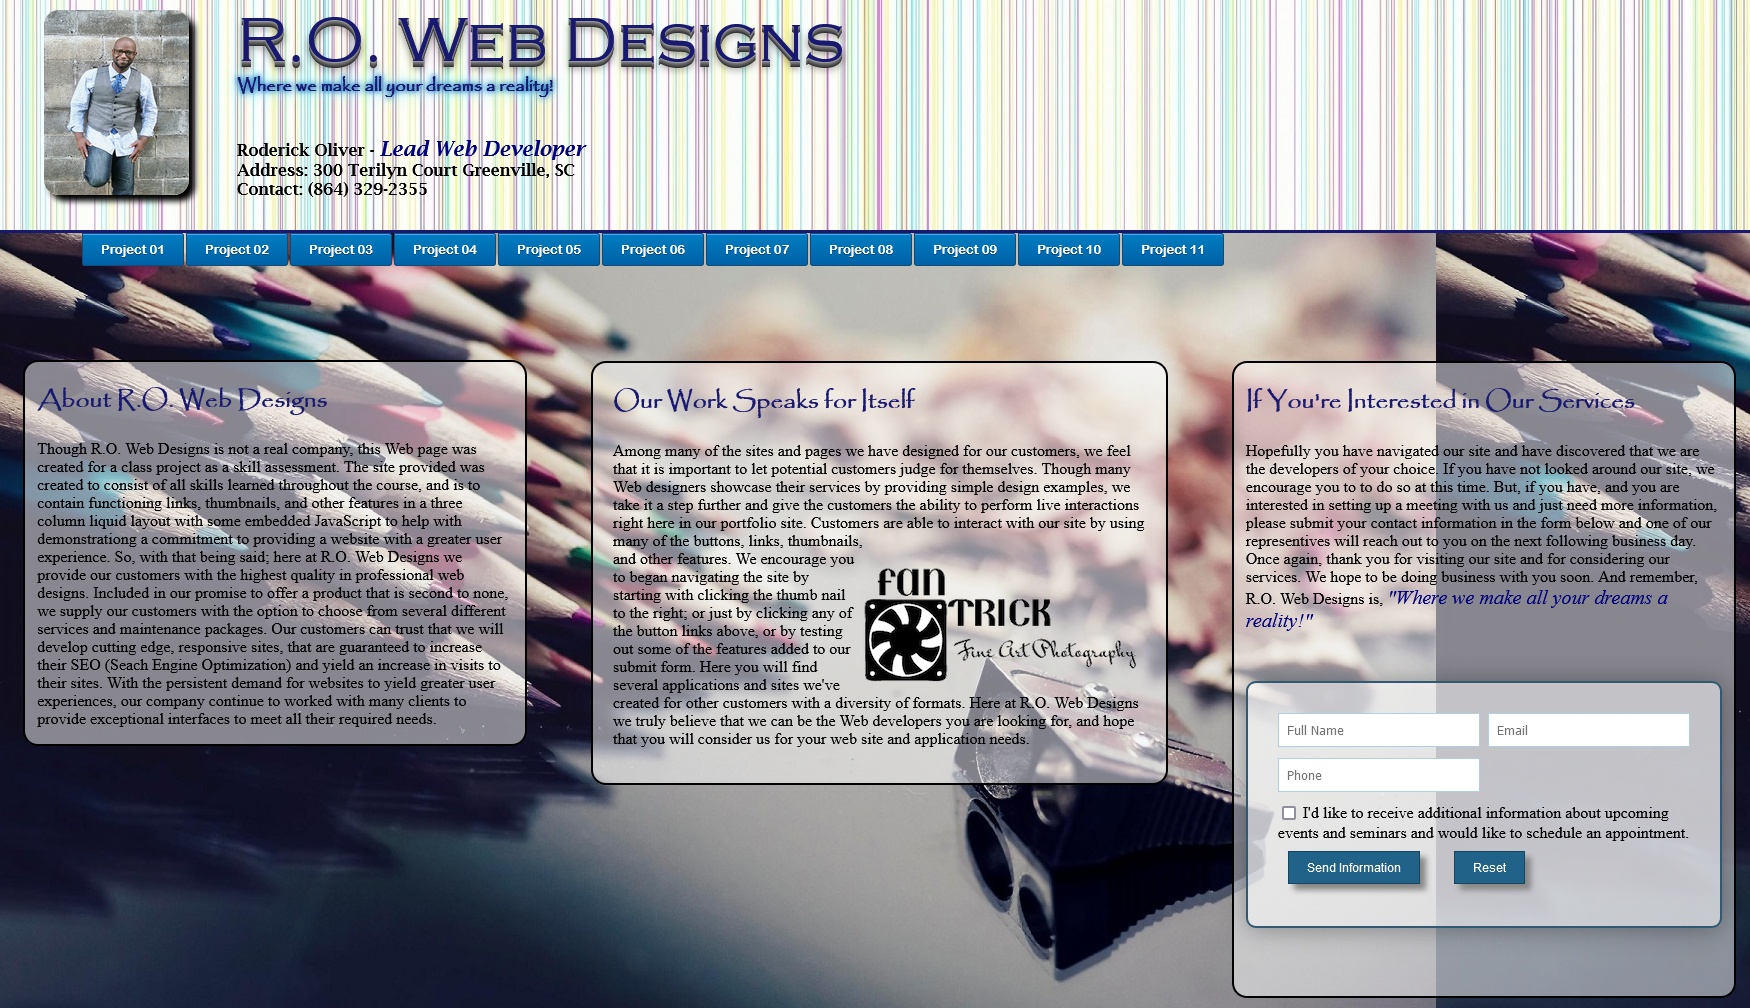 R.O. Web Designs
Where we make all your dreams a reality!
Roderick Oliver - Lead Web Developer
Address: 300 Terilyn Court Greenville, SC
Contact: (864) 329-2355
Project 01 Project 02 Project 03 Project 04 Project 05 Project 06 Project 07 Project 08 Project 09 Project 10 Project 11
About R.O. Web Designs
Though R.O. Web Designs is not a real company, this Web page was
created for a class project as a skill assessment. The site provided was
created to consist of all skills learned throughout the course, and is to
contain functioning links, thumbnails, and other features in a three
column liquid layout with some embedded JavaScript to help with
demonstrationg a commitment to providing a website with a greater user
experience. So, with that being said; here at R.O. Web Designs we
provide our customers with the highest quality in professional web
designs. Included in our promise to offer a product that is second to none,
we supply our customers with the option to choose from several different
services and maintenance packages. Our customers can trust that we will
develop cutting edge, responsive sites, that are guaranteed to increase
their SEO (Seach Engine Optimization) and yield an increase in visits to
their sites. With the persistent demand for websites to yield greater user
experiences, our company continue to worked with many clients to
provide exceptional interfaces to meet all their required needs.
Our Work Speaks for Itself
Among many of the sites and pages we have designed for our customers, we feel
that it is important to let potential customers judge for themselves. Though many
Web designers showcase their services by providing simple design examples, we
take it a step further and give the customers the ability to perform live interactions
right here in our portfolio site. Customers are able to interact with our site by using
many of the buttons, links, thumbnails,
and other features. We encourage you
to began navigating the site by
starting with clicking the thumb nail
to the right; or just by clicking any of
the button links above, or by testing
out some of the features added to our
submit form. Here you will find
several applications and sites we've
created for other customers with a diversity of formats. Here at R.O. Web Designs
we truly believe that we can be the Web developers you are looking for, and hope
that you will consider us for your web site and application needs.
fan
TRICK
Fine Art Photography
If You're Interested in Our Services
Hopefully you have navigated our site and have discovered that we are
the developers of your choice. If you have not looked around our site, we
encourage you to to do so at this time. But, if you have, and you are
interested in setting up a meeting with us and just need more information,
please submit your contact information in the form below and one of our
representives will reach out to you on the next following business day.
Once again, thank you for visiting our site and for considering our
services. We hope to be doing business with you soon. And remember,
R.O. Web Designs is, "Where we make all your dreams a
reality!"
Full Name Email
Phone
I'd like to receive additional information about upcoming
events and seminars and would like to schedule an appointment.
Send Information Reset